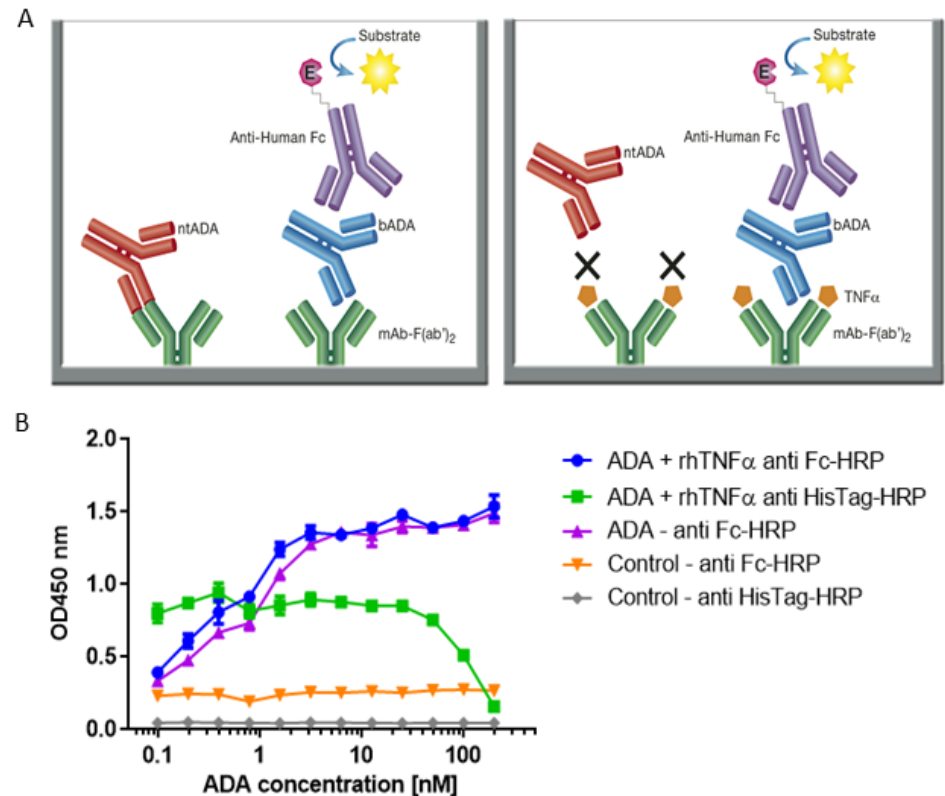 A
Substrate
E
Anti-Human Fc
ntADA
bADA
mAb-F(ab')₂
Substrate
E
Anti-Human Fc
ntADA
bADA
TNFα
mAb-F(ab')₂
B
2.0
1.5
1.0
0.5
0.0
OD450 nm
0.1 1 10 100
ADA concentration [nM]
ADA + rhTNFα anti Fc-HRP
ADA + rhTNFα anti HisTag-HRP
ADA - anti Fc-HRP
Control - anti Fc-HRP
Control - anti HisTag-HRP